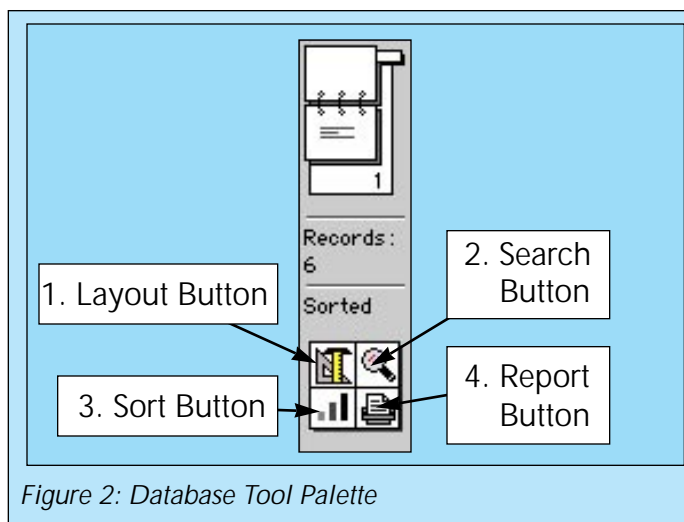 1
Records:
6
Sorted
1. Layout Button
2. Search
Button
3. Sort Button
4. Report
Button
Figure 2: Database Tool Palette